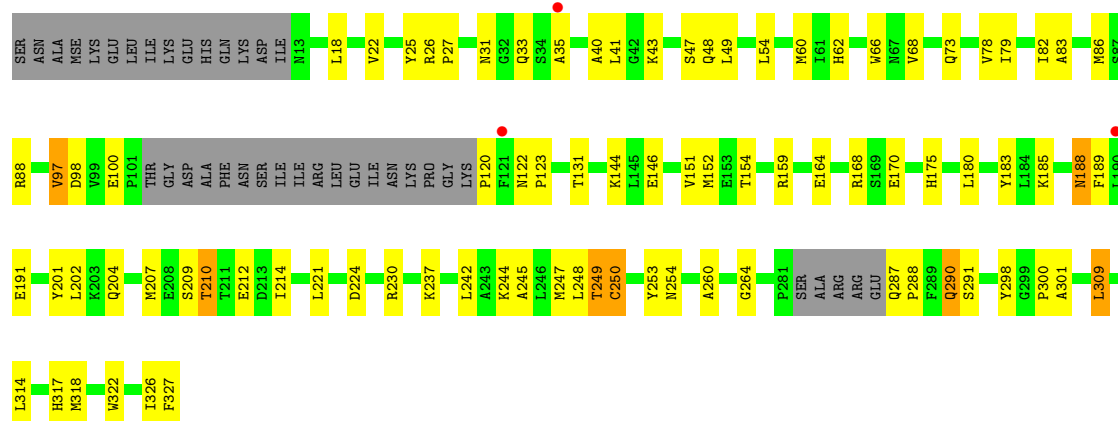 SER ASN ALA MSE LYS GLU LEU ILE LYS GLU HIS GLN LYS ASP ILE N13 L18 V22 Y25 R26 P27 N31 G32 Q33 S34 A35 A40 L41 G42 K43 S47 Q48 L49 L54 M60 I61 H62 W66 N67 V68 Q73 V78 I79 I82 A83 M86 S87
R88 V97 D98 V99 E100 P101 THR GLY ASP ALA PHE ASN SER ILE ILE ARG LEU GLU ILE ASN LYS PRO GLY LYS P120 F121 N122 P123 T131 K144 L145 E146 V151 M152 E153 T154 R159 E164 R168 S169 E170 H175 L180 Y183 L184 K185 N188 F189 L190
E191 Y201 L202 K203 Q204 M207 E208 S209 T210 T211 E212 D213 I214 L221 D224 R230 K237 L242 A243 K244 A245 L246 M247 L248 T249 C250 Y253 N254 A260 G264 P281 SER ALA ARG ARG GLU Q287 P288 F289 Q290 S291 Y298 G299 P300 A301 L309
L314 H317 M318 W322 I326 F327